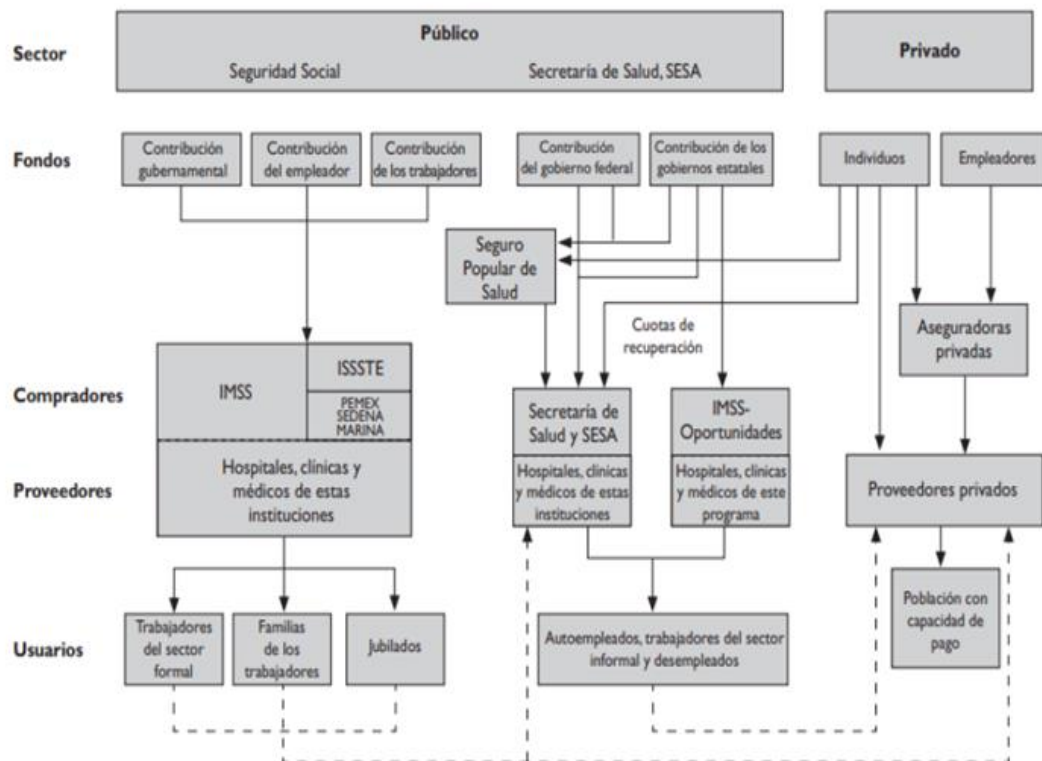 Sector
Público
Seguridad Social
Secretaría de Salud, SESA
Privado
Fondos
Contribución
gubernamental
Contribución
del empleador
Contribución
de los trabajadores
Contribución
del gobierno federal
Contribución de los
gobiernos estatales
Individuos
Empleadores
Seguro
Popular de
Salud
Cuotas de
recuperación
Aseguradoras
privadas
Compradores
IMSS
ISSSTE
PEMEX
SEDENA
MARINA
Secretaría de
Salud y SESA
IMSS-
Oportunidades
Proveedores
Hospitales, clínicas y
médicos de estas
instituciones
Hospitales, clínicas
y médicos de estas
instituciones
Hospitales, clínicas
y médicos de este
programa
Proveedores privados
Usuarios
Trabajadores
del sector
formal
Familias
de los
trabajadores
Jubilados
Autoempleados, trabajadores del sector
informal y desempleados
Población con
capacidad de
pago